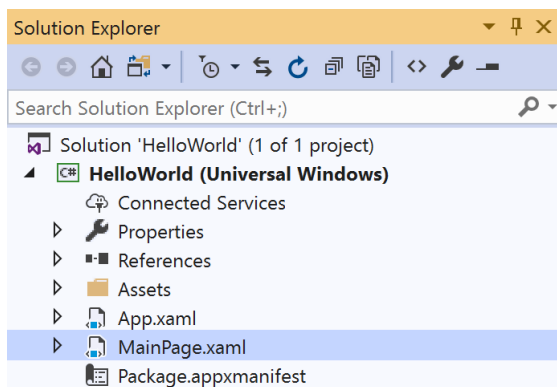 Solution Explorer
Search Solution Explorer (Ctrl+;)
Solution 'HelloWorld' (1 of 1 project)
C# HelloWorld (Universal Windows)
Connected Services
Properties
References
Assets
App.xaml
MainPage.xaml
Package.appxmanifest